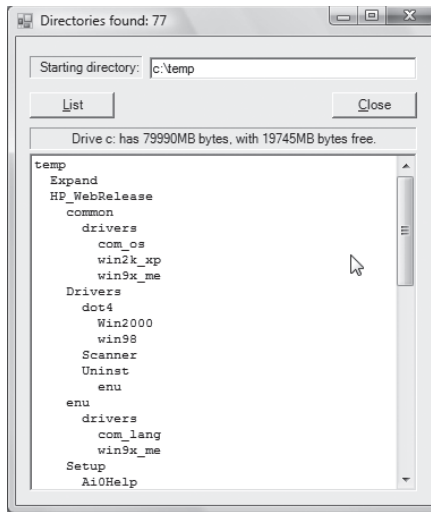 Directories found: 77
Starting directory: c:\temp
List Close
Drive c: has 79990MB bytes, with 19745MB bytes free.
temp
Expand
HP_WebRelease
common
drivers
com_os
win2k_xp
win9x_me
Drivers
dot4
Win2000
win98
Scanner
Uninst
enu
enu
drivers
com_lang
win9x_me
Setup
Ai0Help